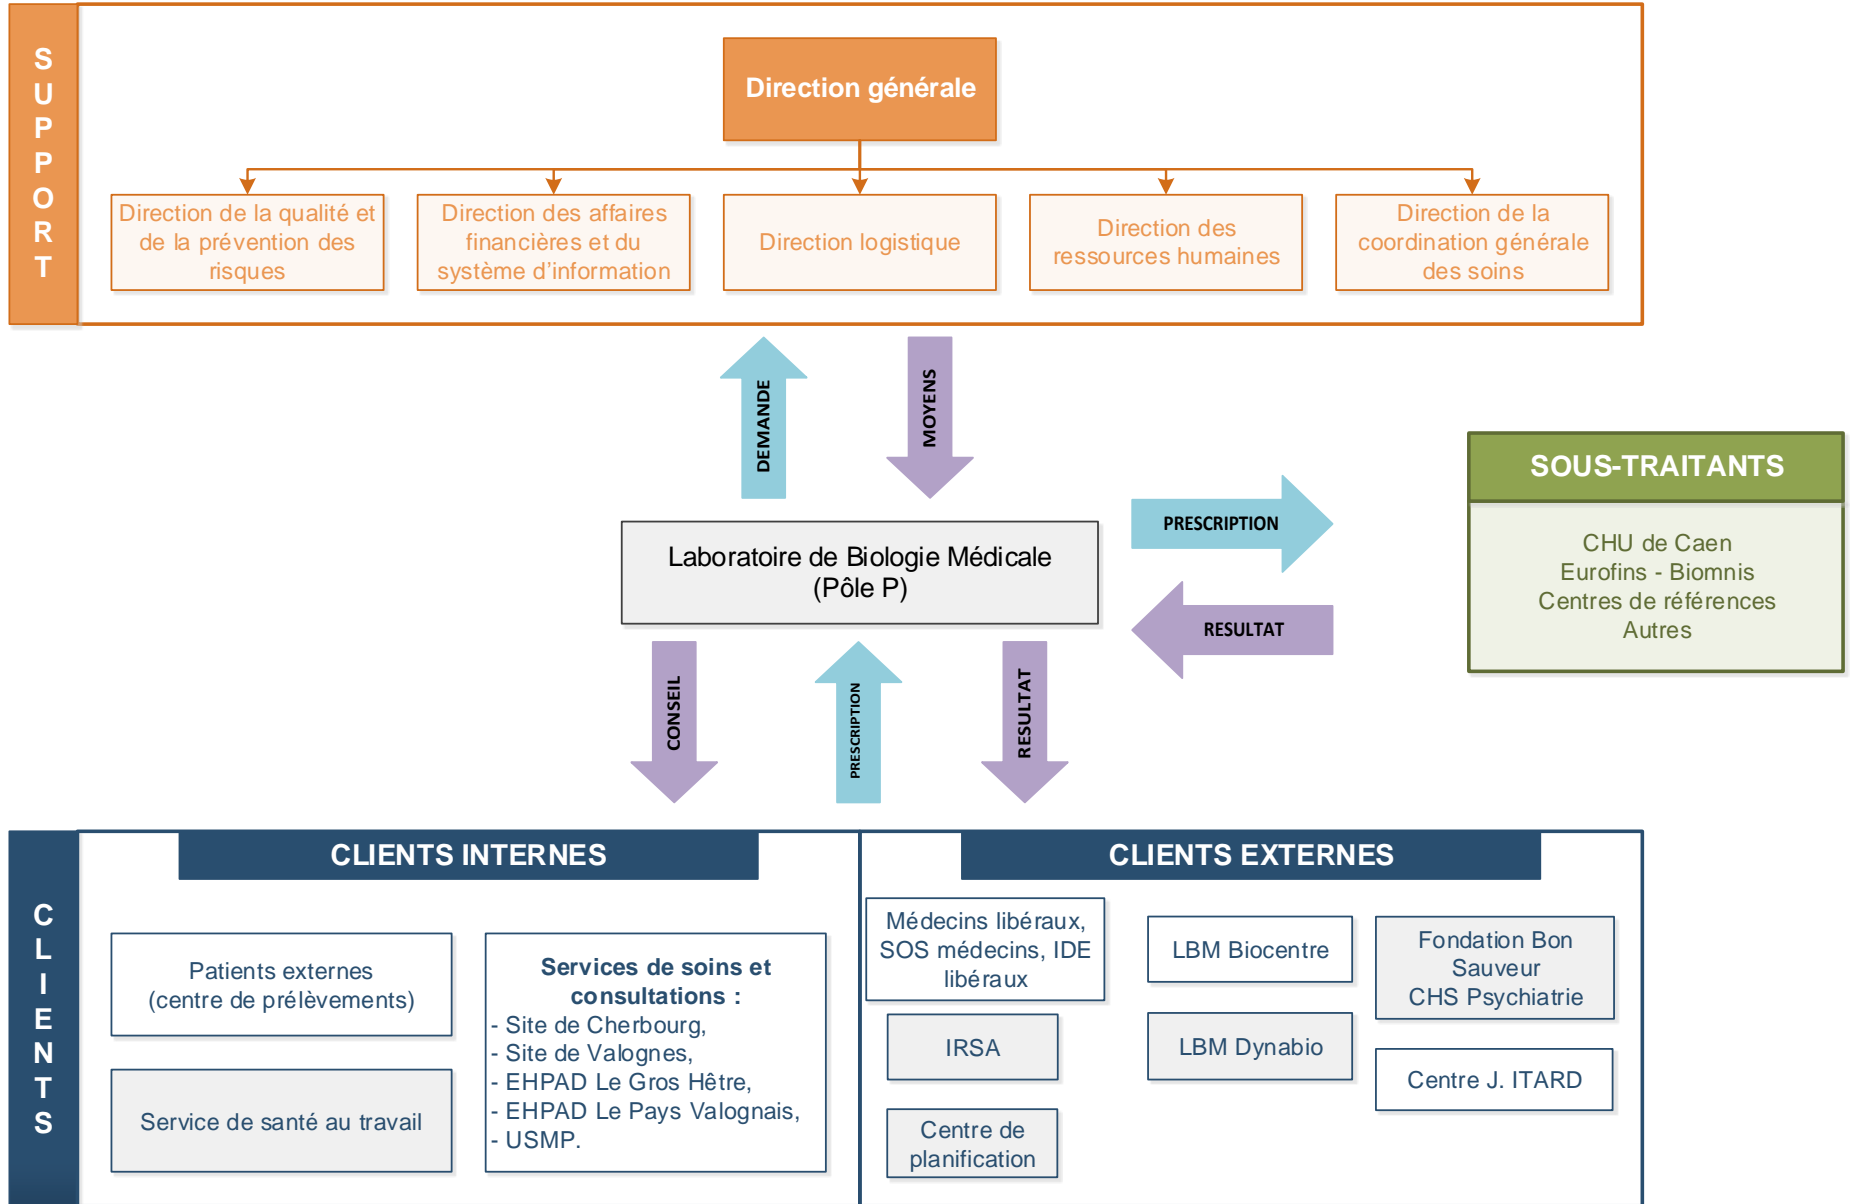 SUPPORT
Direction générale
Direction de la qualité et
de la prévention des
risques
Direction des affaires
financières et du
système d'information
Direction logistique
Direction des
ressources humaines
Direction de la
coordination générale
des soins
DEMANDE
MOYENS
PRESCRIPTION
RESULTAT
SOUS-TRAITANTS
CHU de Caen
Eurofins - Biomnis
Centres de références
Autres
Laboratoire de Biologie Médicale
(Pôle P)
CONSEIL
PRESCRIPTION
RESULTAT
CLIENTS
CLIENTS INTERNES
Patients externes
(centre de prélèvements)
Service de santé au travail
Services de soins et
consultations :
- Site de Cherbourg,
- Site de Valognes,
- EHPAD Le Gros Hêtre,
- EHPAD Le Pays Valognais,
- USMP.
CLIENTS EXTERNES
Médecins libéraux,
SOS médecins, IDE
libéraux
IRSA
Centre de
planification
LBM Biocentre
LBM Dynabio
Fondation Bon
Sauveur
CHS Psychiatrie
Centre J. ITARD